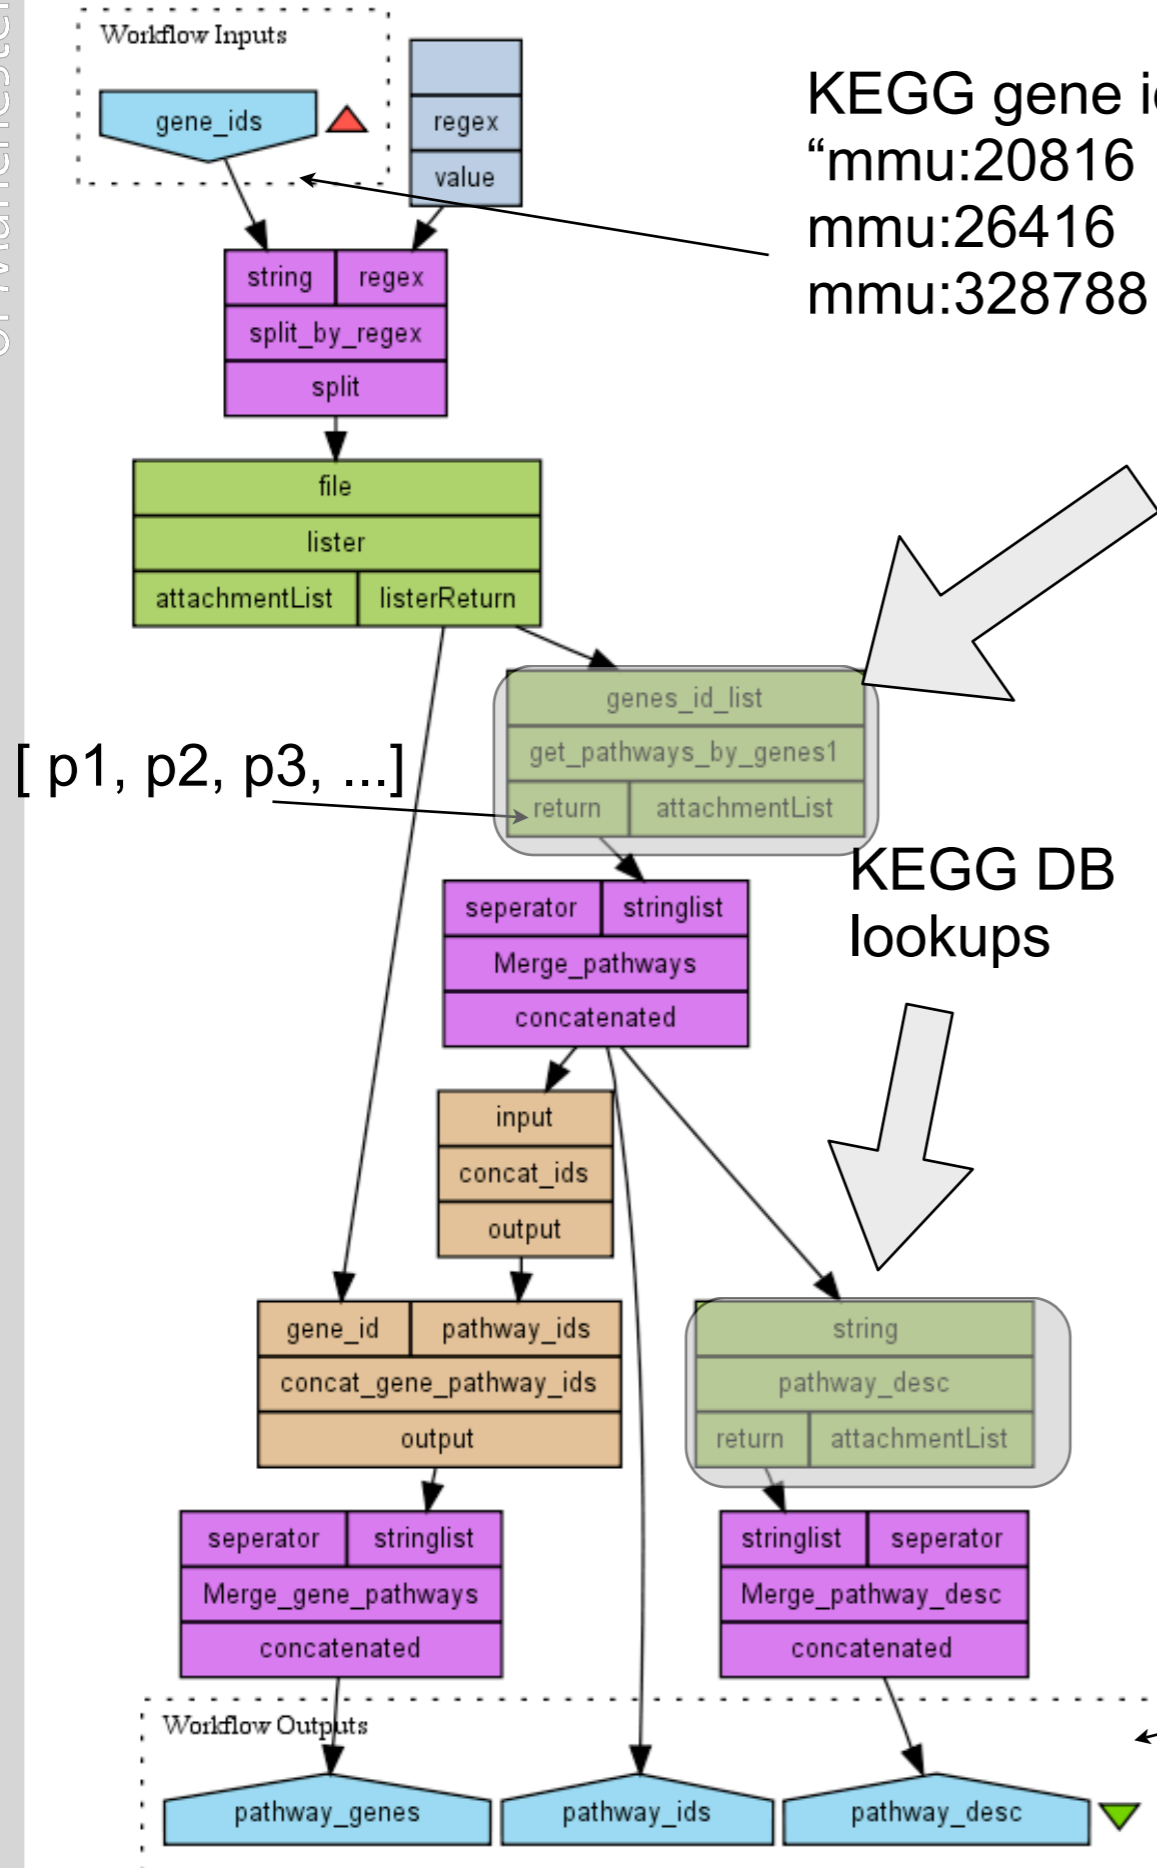 Workflow Inputs
gene_ids
regex
value
KEGG gene
“mmu:20816
mmu:26416
mmu:328788
string regex
split_by_regex
split
file
lister
attachmentList listerReturn
genes_id_list
get_pathways_by_genes1
return attachmentList
[ p1, p2, p3, ...]
KEGG DB
lookups
seperator stringlist
Merge_pathways
concatenated
input
concat_ids
output
gene_id pathway_ids
concat_gene_pathway_ids
output
string
pathway_desc
return attachmentList
seperator stringlist
Merge_gene_pathways
concatenated
stringlist seperator
Merge_pathway_desc
concatenated
Workflow Outputs
pathway_genes
pathway_ids
pathway_desc